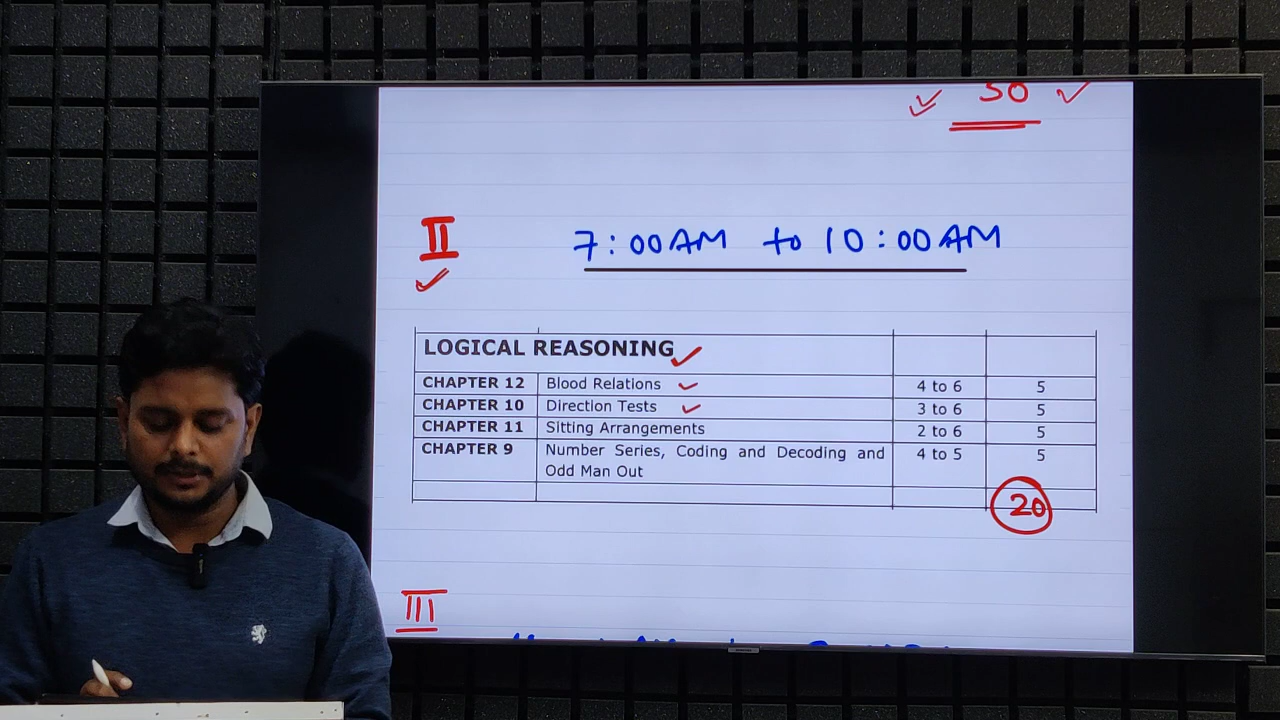 30
II
7:00AM to 10:00AM
LOGICAL REASONING
CHAPTER 12 Blood Relations 4 to 6 5
CHAPTER 10 Direction Tests 3 to 6 5
CHAPTER 11 Sitting Arrangements 2 to 6 5
CHAPTER 9 Number Series, Coding and Decoding and 4 to 5 5
Odd Man Out
20
III
SAMSUNG